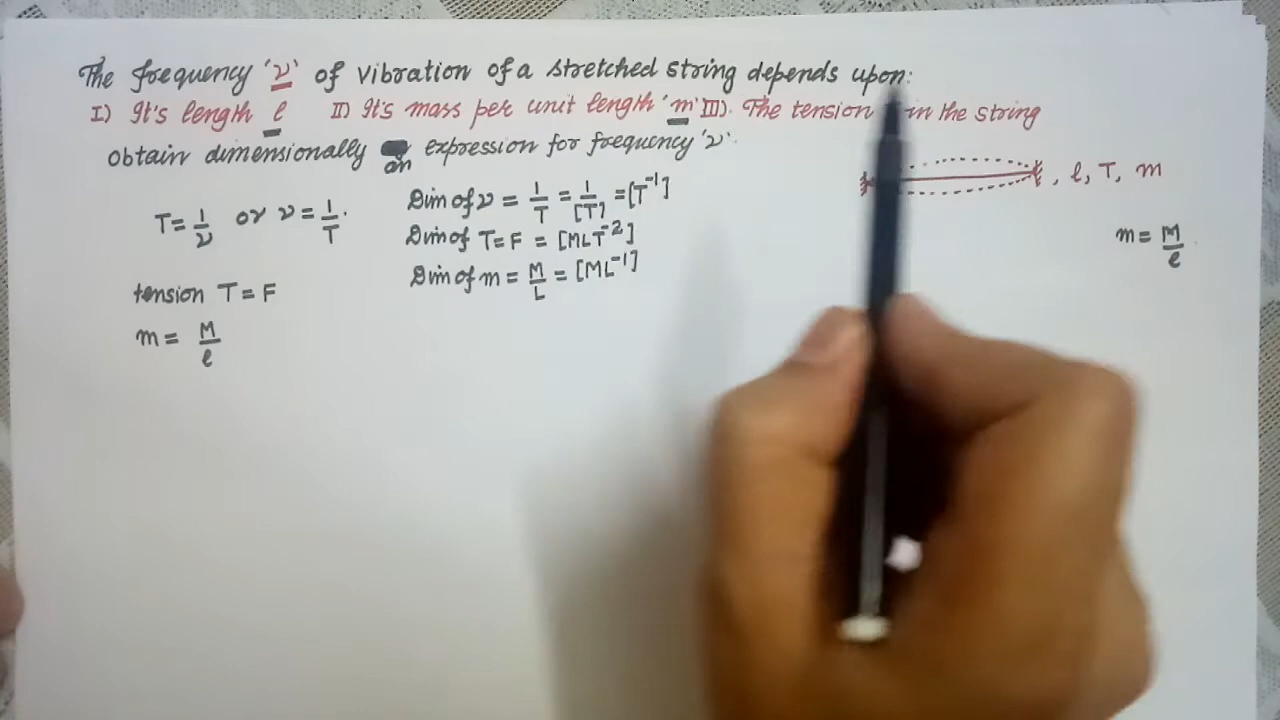 The frequency 'ν' of vibration of a stretched string depends upon:
I) It's length l II) It's mass per unit length 'm' III). The tension in the string
obtain dimensionally an expression for frequency 'ν'.
, l, T, m
T = 1/ν or ν = 1/T.
Dim of ν = 1/T = 1/[T] = [T⁻¹]
Dim of T = F = [MLT⁻²]
m = M/l
Dim of m = M/L = [ML⁻¹]
tension T = F
m = M/l